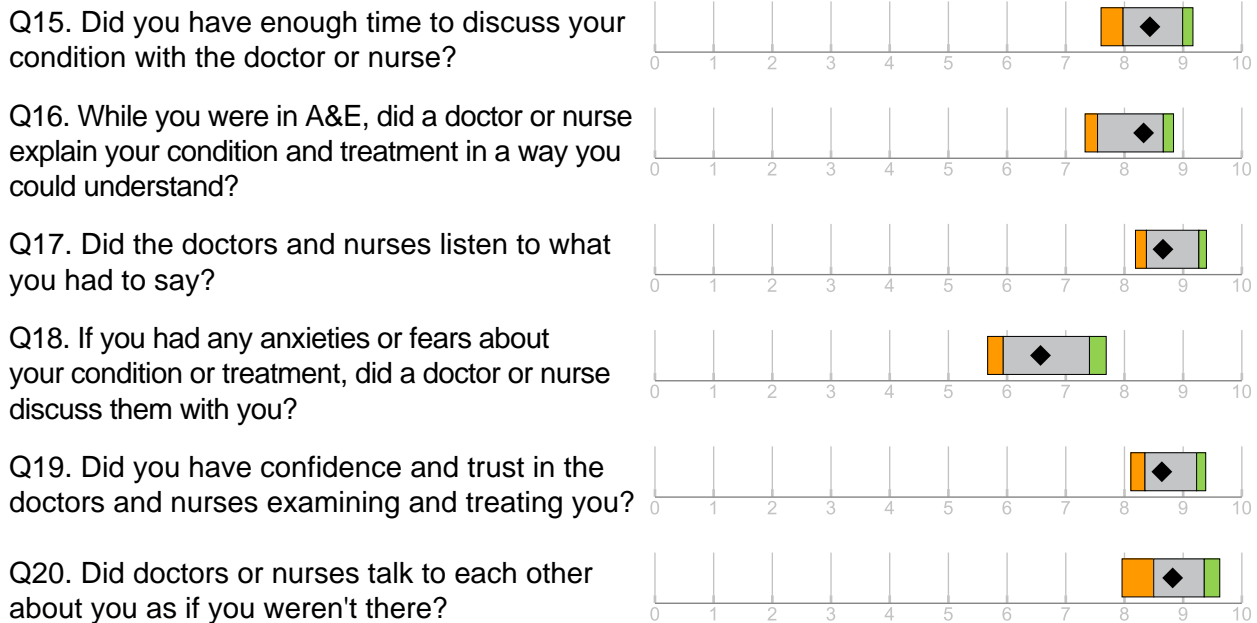 Q15. Did you have enough time to discuss your
condition with the doctor or nurse?
0 1 2 3 4 5 6 7 8 9 10
Q16. While you were in A&E, did a doctor or nurse
explain your condition and treatment in a way you
could understand?
0 1 2 3 4 5 6 7 8 9 10
Q17. Did the doctors and nurses listen to what
you had to say?
0 1 2 3 4 5 6 7 8 9 10
Q18. If you had any anxieties or fears about
your condition or treatment, did a doctor or nurse
discuss them with you?
0 1 2 3 4 5 6 7 8 9 10
Q19. Did you have confidence and trust in the
doctors and nurses examining and treating you?
0 1 2 3 4 5 6 7 8 9 10
Q20. Did doctors or nurses talk to each other
about you as if you weren't there?
0 1 2 3 4 5 6 7 8 9 10